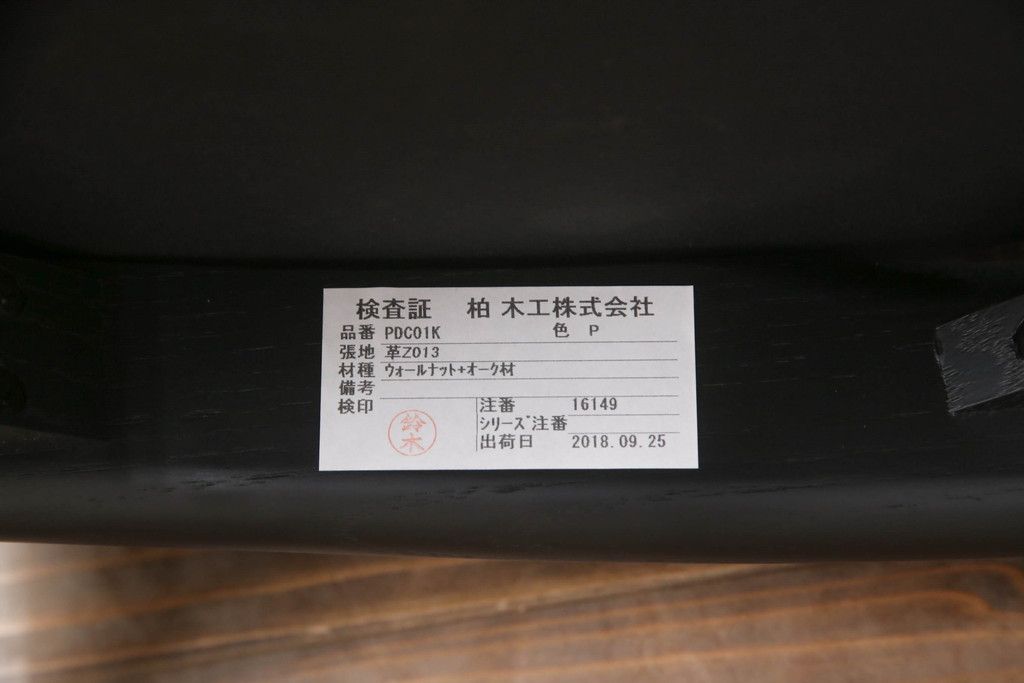 検査証 柏木工株式会社
品番 PDC01K 色 P
張地 革Z013
材種 ウォールナット+オーク材
備考
検印 鈴木
注番 16149
シリーズ注番
出荷日 2018.09.25